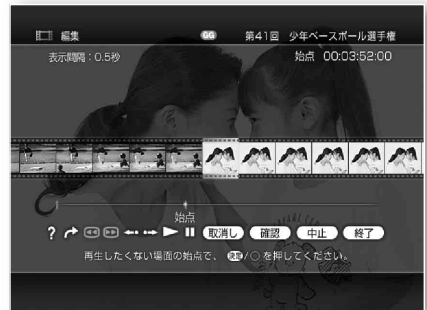 編集 GG 第41回 少年ベースボール選手権
表示間隔:0.5秒 始点 00:03:52:00
始点
? 取消し 確認 中止 終了
再生したくない場面の始点で、 /○ を押してください。